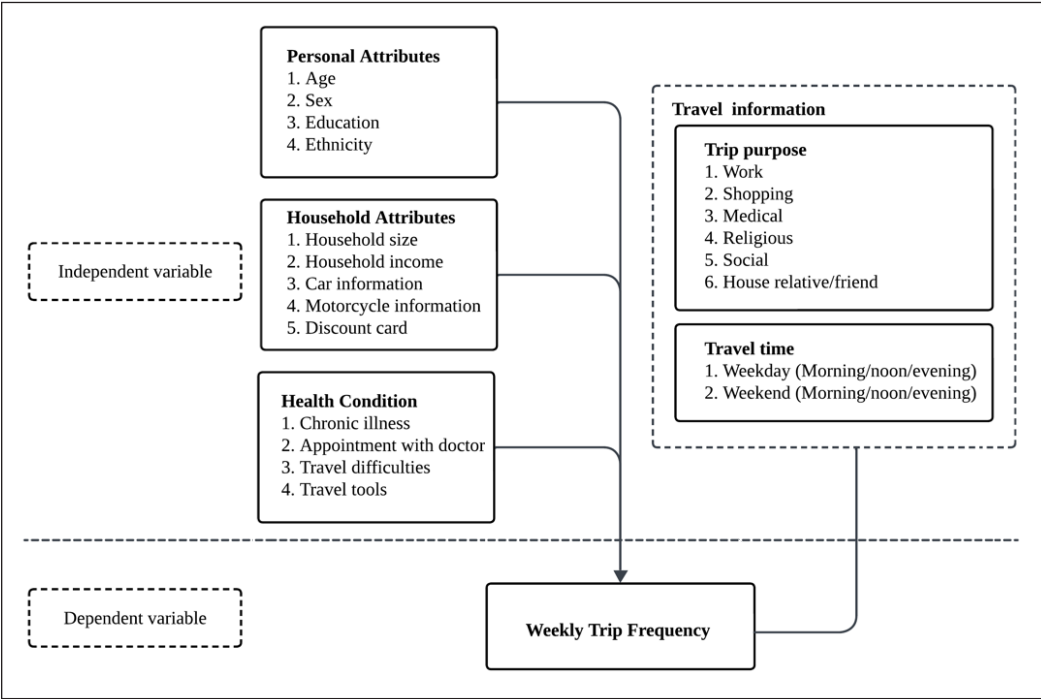 Personal Attributes
1. Age
2. Sex
3. Education
4. Ethnicity
Household Attributes
1. Household size
2. Household income
3. Car information
4. Motorcycle information
5. Discount card
Independent variable
Health Condition
1. Chronic illness
2. Appointment with doctor
3. Travel difficulties
4. Travel tools
Travel information
Trip purpose
1. Work
2. Shopping
3. Medical
4. Religious
5. Social
6. House relative/friend
Travel time
1. Weekday (Morning/noon/evening)
2. Weekend (Morning/noon/evening)
Dependent variable
Weekly Trip Frequency